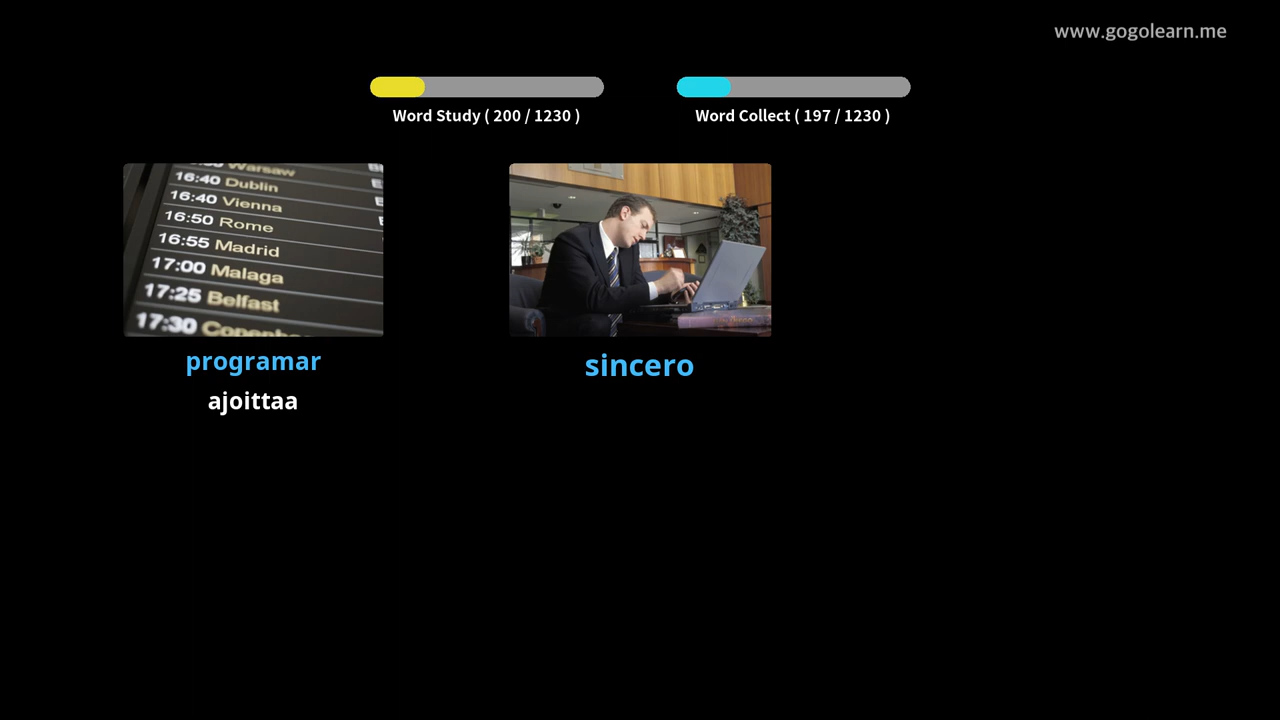 www.gogolearn.me
Word Study ( 200 / 1230 )
Word Collect ( 197 / 1230 )
Warsaw
16:40 Dublin
16:40 Vienna
16:50 Rome
16:55 Madrid
17:00 Malaga
17:25 Belfast
17:30
programar
ajoittaa
sincero